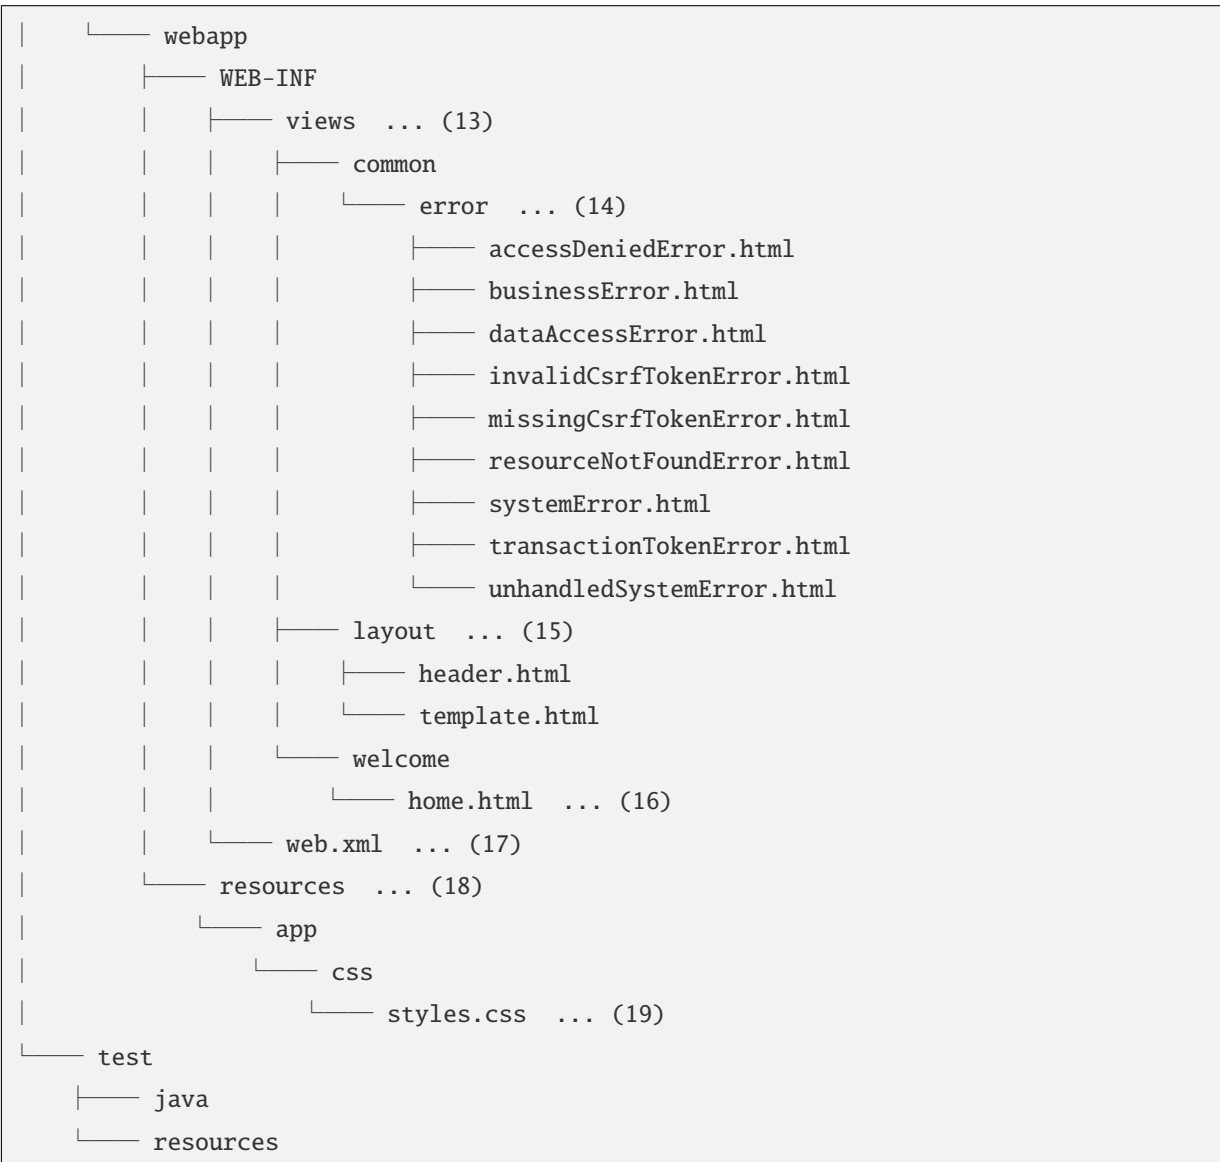 │   └── webapp
│       ├── WEB-INF
│       │   ├── views  ... (13)
│       │   │   ├── common
│       │   │   │   └── error  ... (14)
│       │   │   │       ├── accessDeniedError.html
│       │   │   │       ├── businessError.html
│       │   │   │       ├── dataAccessError.html
│       │   │   │       ├── invalidCsrfTokenError.html
│       │   │   │       ├── missingCsrfTokenError.html
│       │   │   │       ├── resourceNotFoundError.html
│       │   │   │       ├── systemError.html
│       │   │   │       ├── transactionTokenError.html
│       │   │   │       └── unhandledSystemError.html
│       │   │   ├── layout  ... (15)
│       │   │   │   ├── header.html
│       │   │   │   └── template.html
│       │   │   └── welcome
│       │   │       └── home.html  ... (16)
│       │   └── web.xml  ... (17)
│       └── resources  ... (18)
│           └── app
│               └── css
│                   └── styles.css  ... (19)
└── test
    ├── java
    └── resources